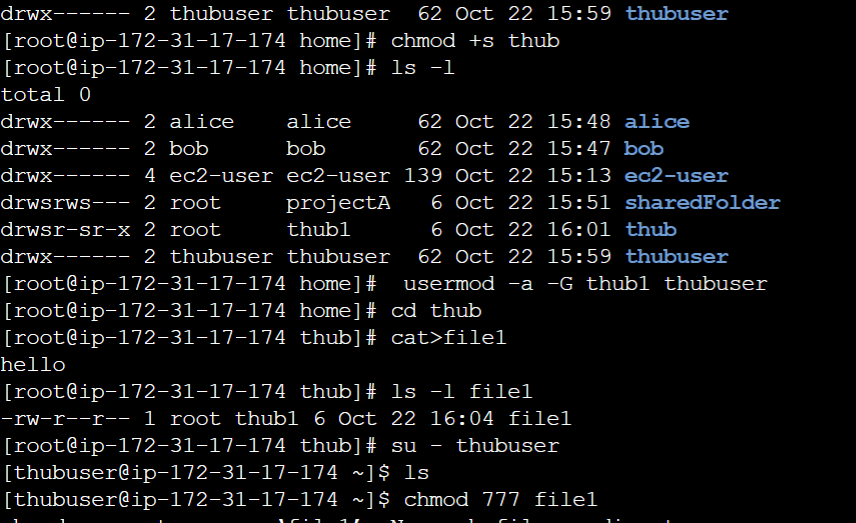 drwx------ 2 thubuser thubuser  62 Oct 22 15:59 thubuser
[root@ip-172-31-17-174 home]# chmod +s thub
[root@ip-172-31-17-174 home]# ls -l
total 0
drwx------ 2 alice    alice     62 Oct 22 15:48 alice
drwx------ 2 bob      bob       62 Oct 22 15:47 bob
drwx------ 4 ec2-user ec2-user 139 Oct 22 15:13 ec2-user
drwsrws--- 2 root     projectA   6 Oct 22 15:51 sharedFolder
drwsr-sr-x 2 root     thub1      6 Oct 22 16:01 thub
drwx------ 2 thubuser thubuser  62 Oct 22 15:59 thubuser
[root@ip-172-31-17-174 home]#  usermod -a -G thub1 thubuser
[root@ip-172-31-17-174 home]# cd thub
[root@ip-172-31-17-174 thub]# cat>file1
hello
[root@ip-172-31-17-174 thub]# ls -l file1
-rw-r--r-- 1 root thub1 6 Oct 22 16:04 file1
[root@ip-172-31-17-174 thub]# su - thubuser
[thubuser@ip-172-31-17-174 ~]$ ls
[thubuser@ip-172-31-17-174 ~]$ chmod 777 file1